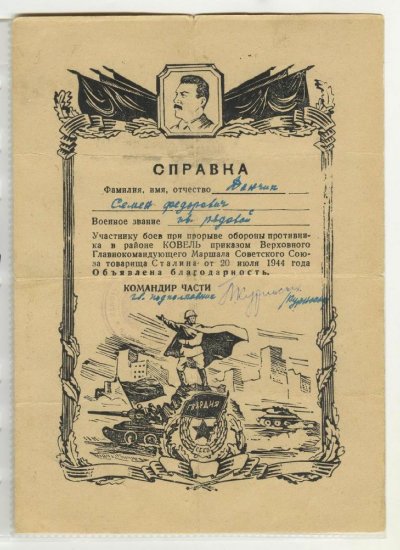 СПРАВКА
Фамилия, имя, отчество Данчин
Семен Федорович
Военное звание гв. рядовой
Участнику боев при прорыве обороны противни-
ка в районе КОВЕЛЬ приказом Верховного
Главнокомандующего Маршала Советского Сою-
за товарища Сталина от 20 июля 1944 года
Объявлена благодарность.
КОМАНДИР ЧАСТИ
гв. подполковник
ГВАРДИЯ
СССР